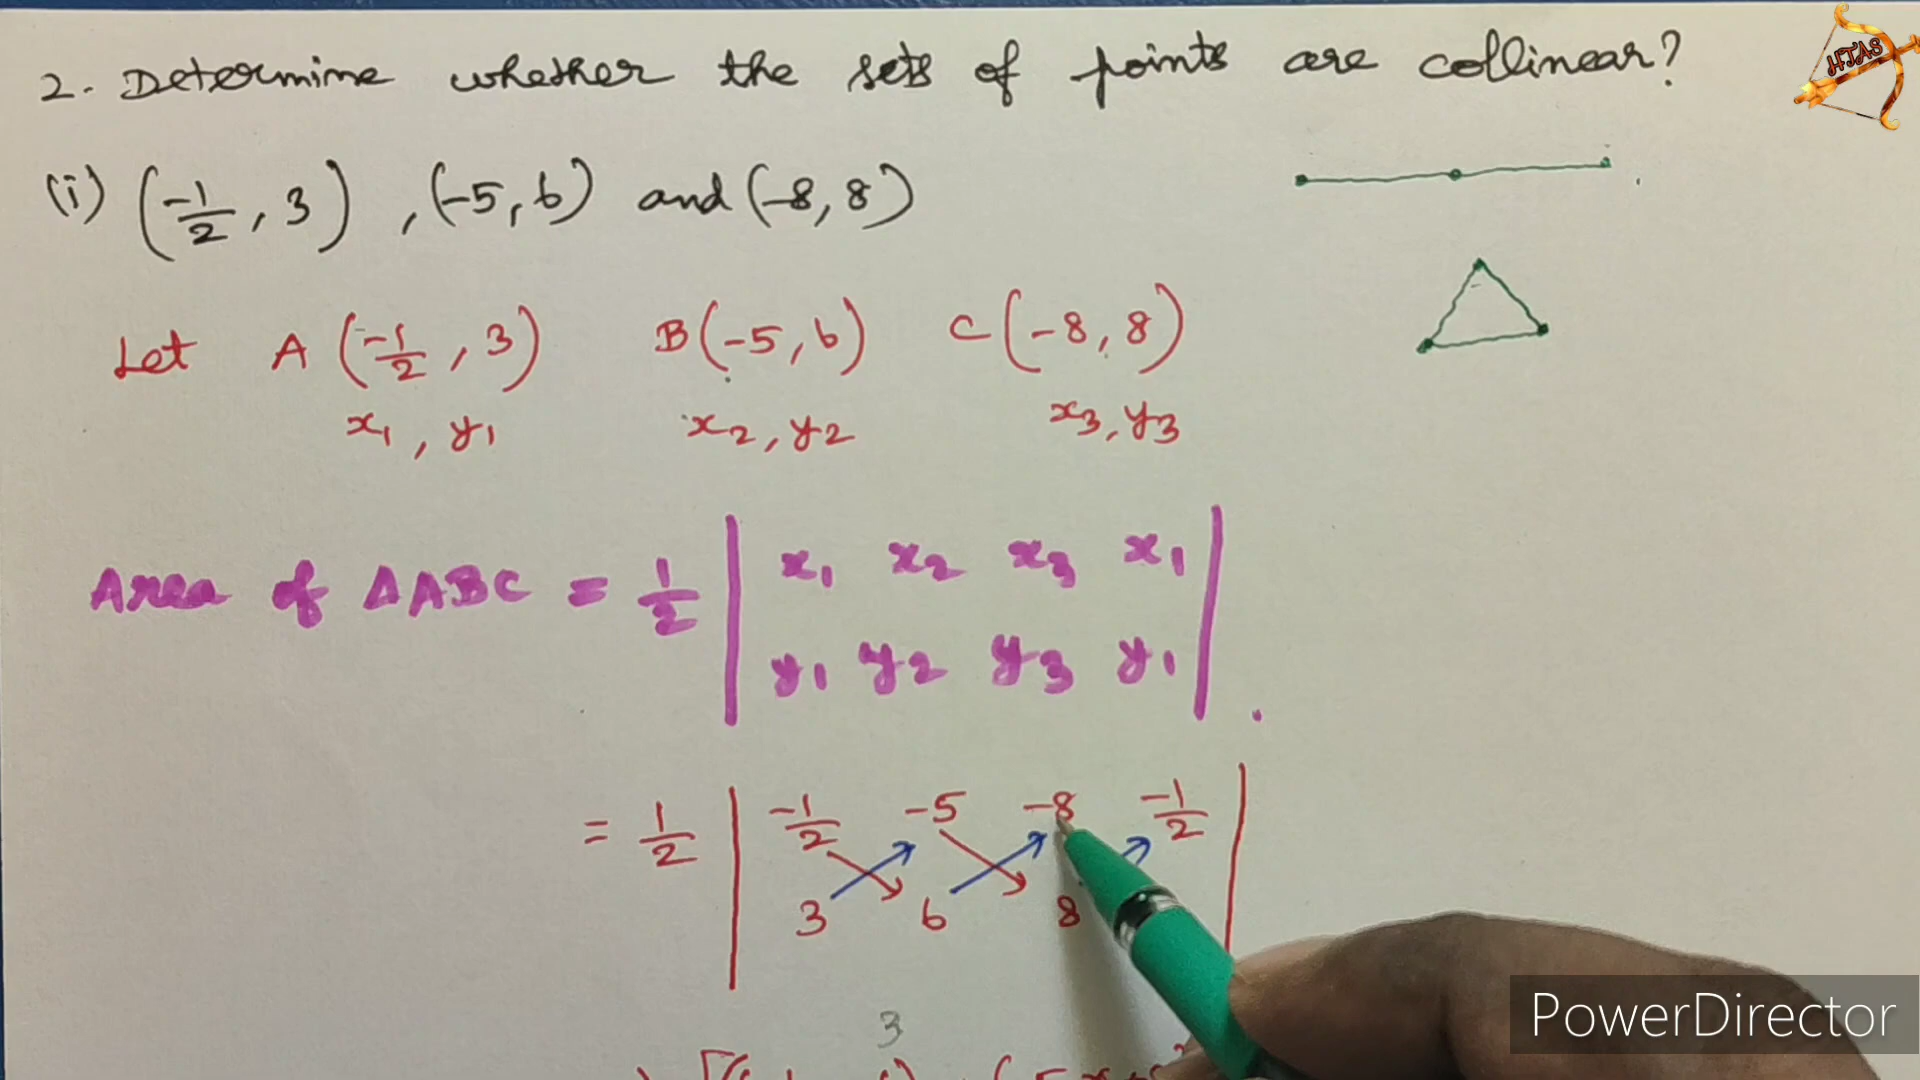 2. Determine whether the sets of points are collinear?
HTAS
(i) (-1/2, 3), (-5, 6) and (-8, 8)
Let A(-1/2, 3) B(-5, 6) C(-8, 8)
x1, y1 x2, y2 x3, y3
Area of ΔABC = 1/2 | x1 x2 x3 x1
y1 y2 y3 y1 | .
= 1/2 | -1/2 -5 -8 -1/2 |
3 6 8
3
PowerDirector